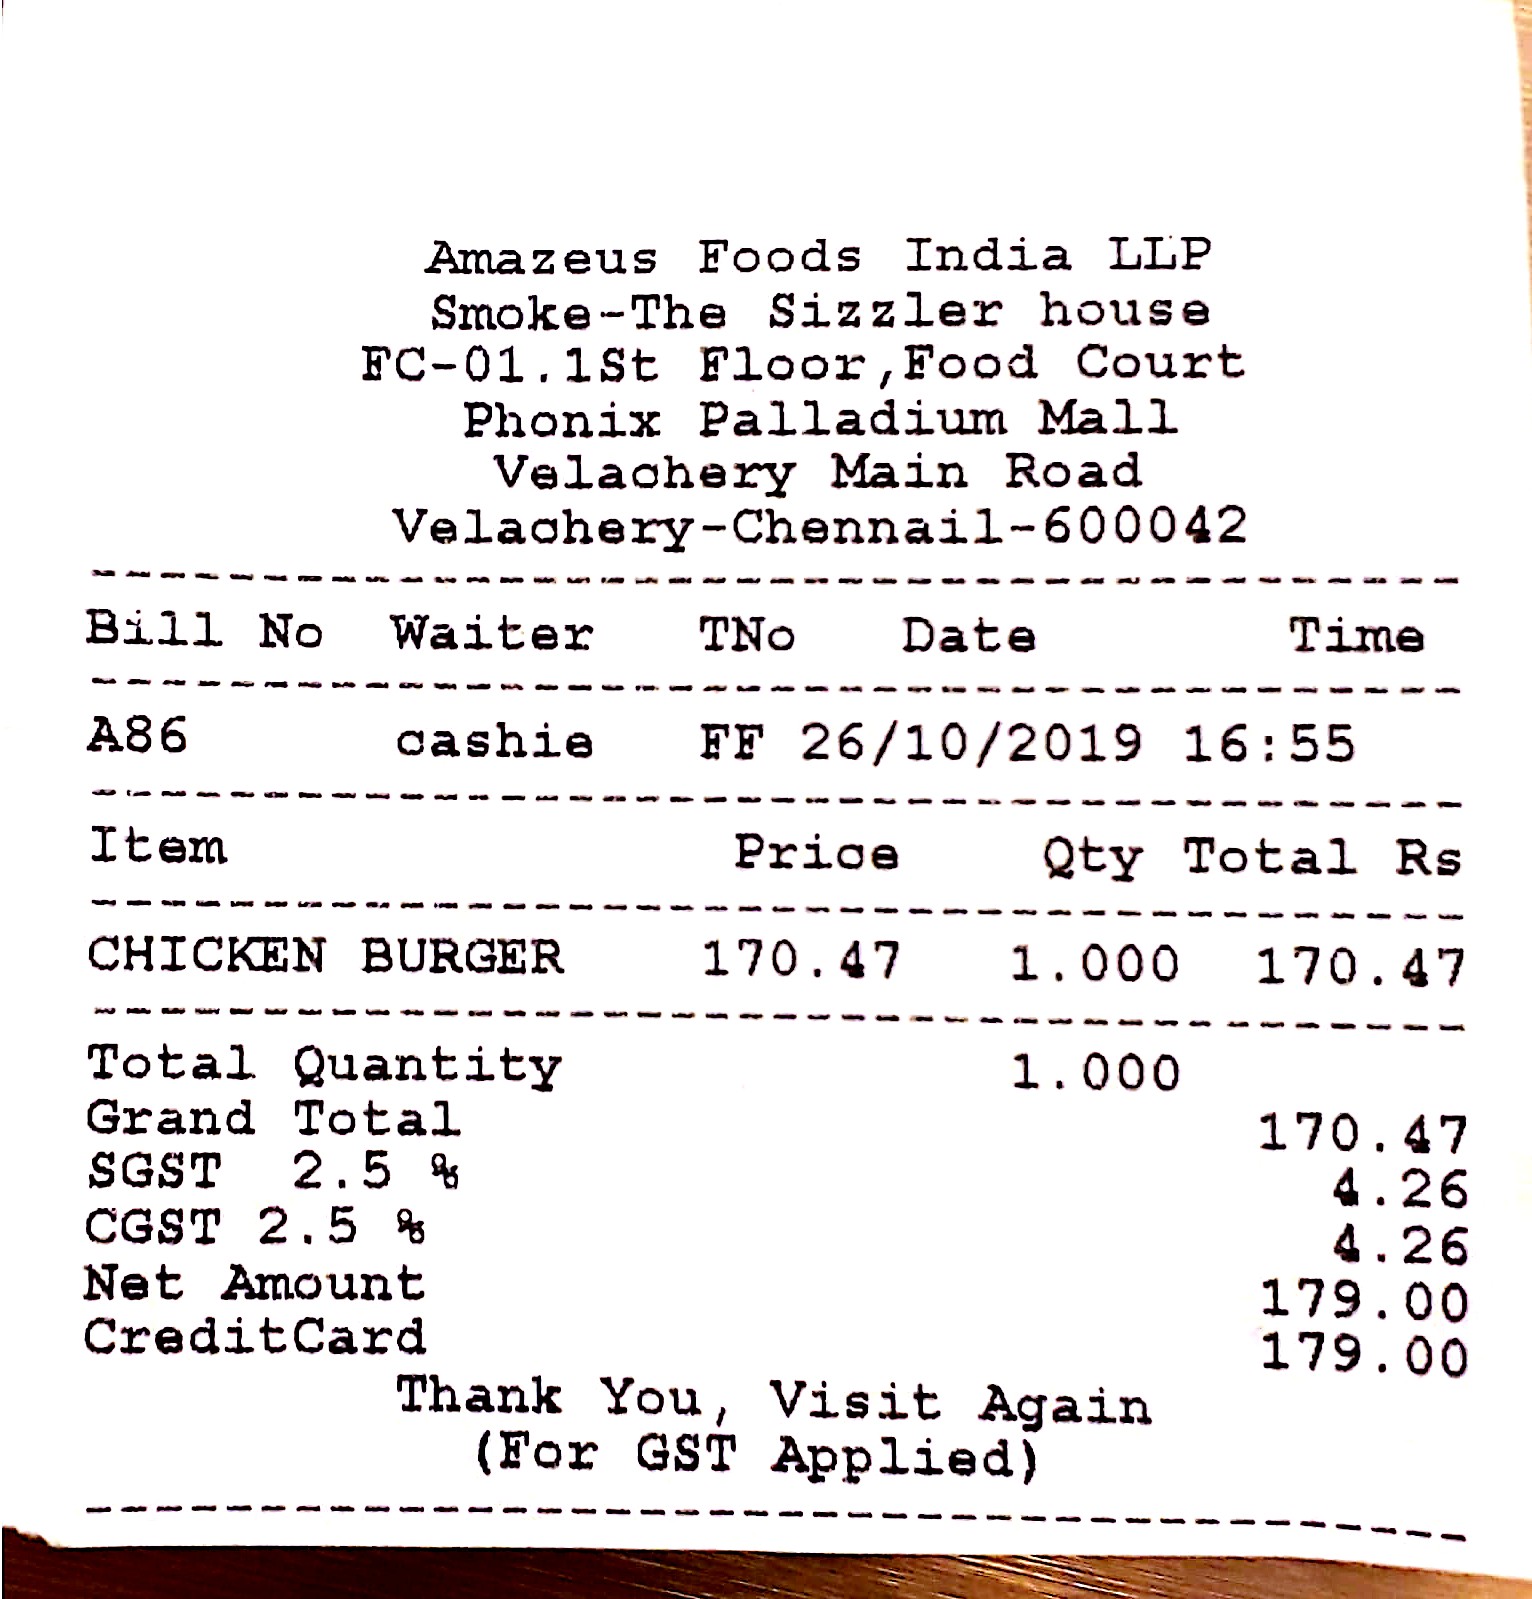 Amazeus Foods India LLP
Smoke-The Sizzler house
FC-01.1St Floor,Food Court
Phonix Palladium Mall
Velachery Main Road
Velachery-Chennail-600042
Bill No Waiter TNo Date Time
A86 cashie FF 26/10/2019 16:55
Item Price Qty Total Rs
CHICKEN BURGER 170.47 1.000 170.47
Total Quantity 1.000
Grand Total 170.47
SGST 2.5 % 4.26
CGST 2.5 % 4.26
Net Amount 179.00
CreditCard 179.00
Thank You, Visit Again
(For GST Applied)